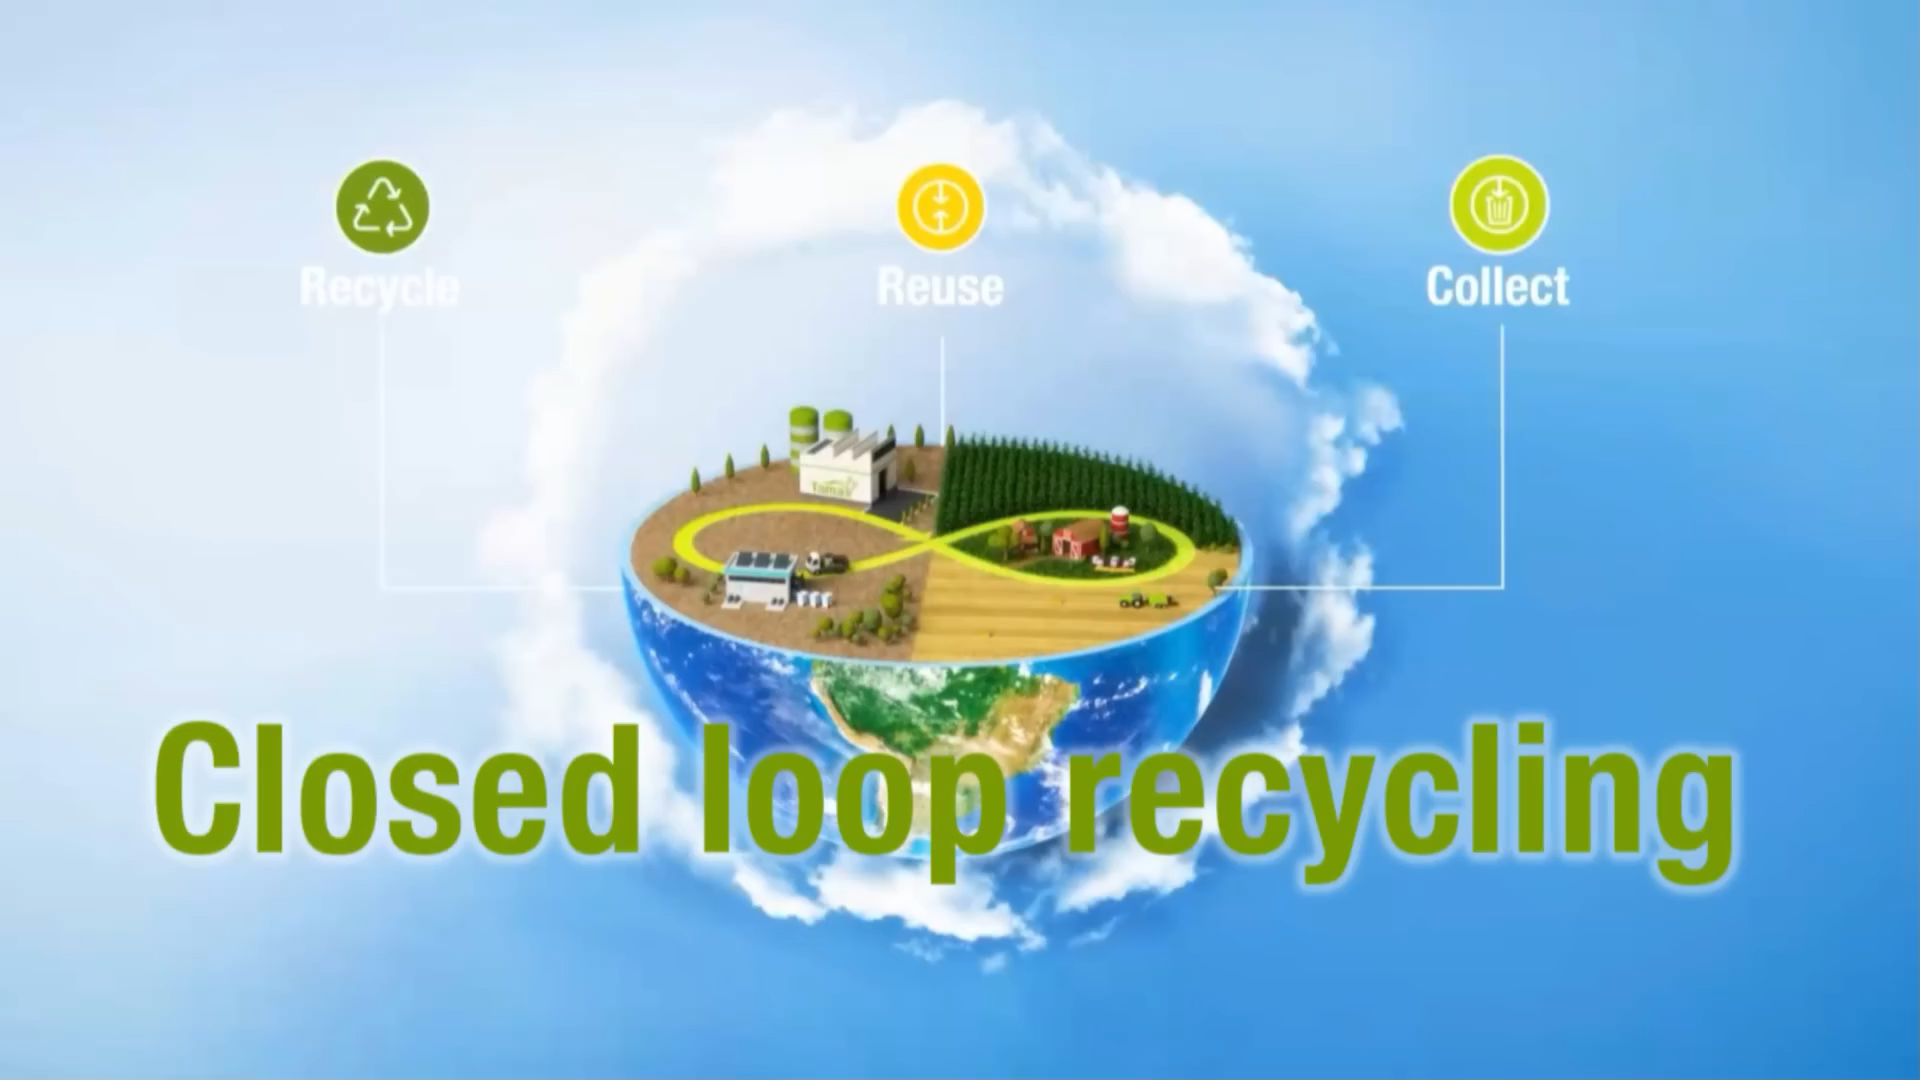 Recycle
Reuse
Collect
Closed loop recycling